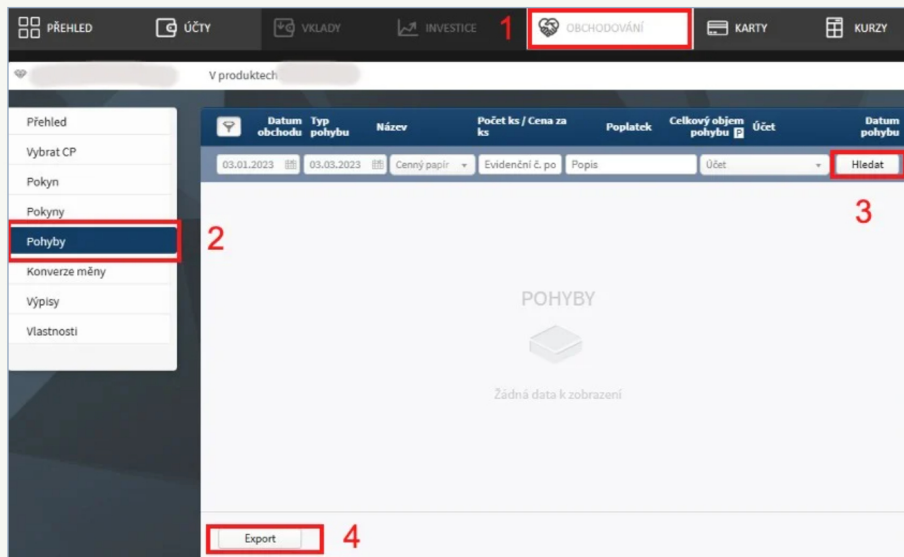 PŘEHLED ÚČTY VKLADY INVESTICE 1 OBCHODOVÁNÍ KARTY KURZY
V produktech
Přehled
Vybrat CP
Pokyn
Pokyny
Pohyby
2
Konverze měny
Výpisy
Vlastnosti
Datum obchodu
Typ pohybu
Název
Počet ks / Cena za ks
Poplatek
Celkový objem pohybu P
Účet
Datum pohybu
03.01.2023 03.03.2023 Cenný papír Evidenční č. po Popis Účet Hledat
3
POHYBY
Žádná data k zobrazení
Export 4